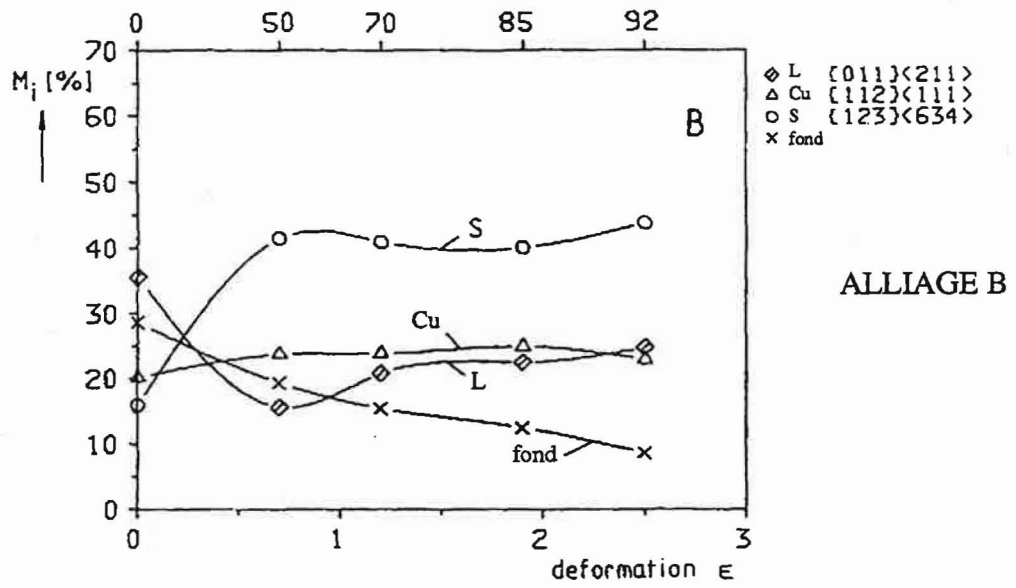 0 50 70 85 92
M_i [%]
70
60
50
40
30
20
10
0
B
S
Cu
L
fond
0 1 2 3
deformation ε
L {011}<211>
Cu {112}<111>
S {123}<634>
fond
ALLIAGE B